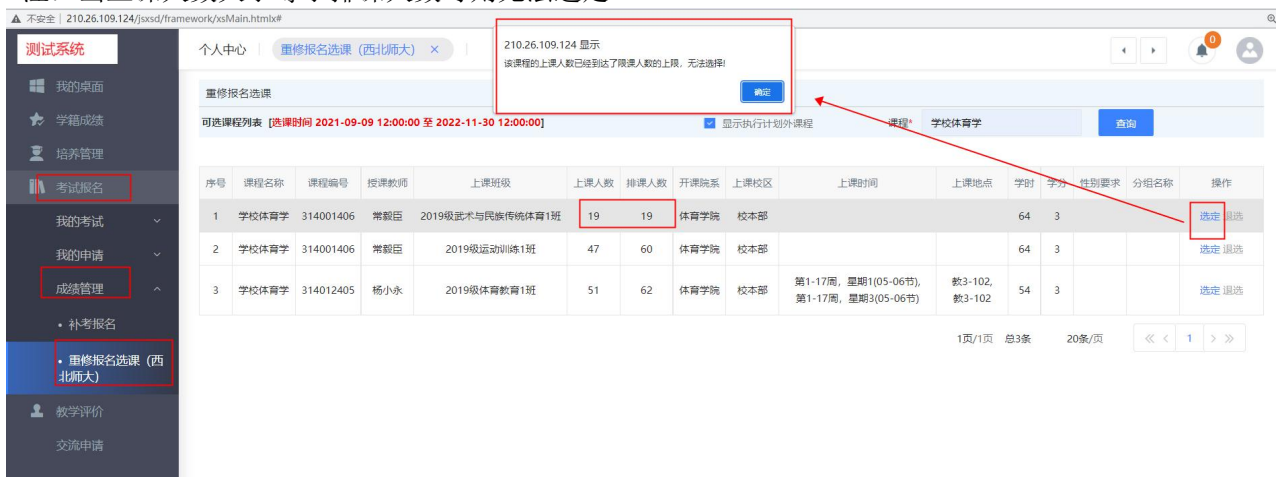 不安全 | 210.26.109.124/jsxsd/framework/xsMain.htmlx#
测试系统
个人中心
重修报名选课（西北师大） ×
210.26.109.124 显示
该课程的上课人数已经到达了限课人数的上限，无法选择!
确定
0
我的桌面
学籍成绩
培养管理
考试报名
我的考试
我的申请
成绩管理
• 补考报名
• 重修报名选课（西
北师大）
教学评价
交流申请
重修报名选课
可选课程列表 [选课时间 2021-09-09 12:00:00 至 2022-11-30 12:00:00] 显示执行计划外课程 课程* 学校体育学 查询
序号 课程名称 课程编号 授课教师 上课班级 上课人数 排课人数 开课院系 上课校区 上课时间 上课地点 学时 学分 性别要求 分组名称 操作
1 学校体育学 314001406 常毅臣 2019级武术与民族传统体育1班 19 19 体育学院 校本部 64 3 选定 退选
2 学校体育学 314001406 常毅臣 2019级运动训练1班 47 60 体育学院 校本部 64 3 选定 退选
3 学校体育学 314012405 杨小永 2019级体育教育1班 51 62 体育学院 校本部 第1-17周，星期1(05-06节), 教3-102, 54 3 选定 退选
第1-17周，星期3(05-06节) 教3-102
1页/1页 总3条 20条/页 « < 1 > »